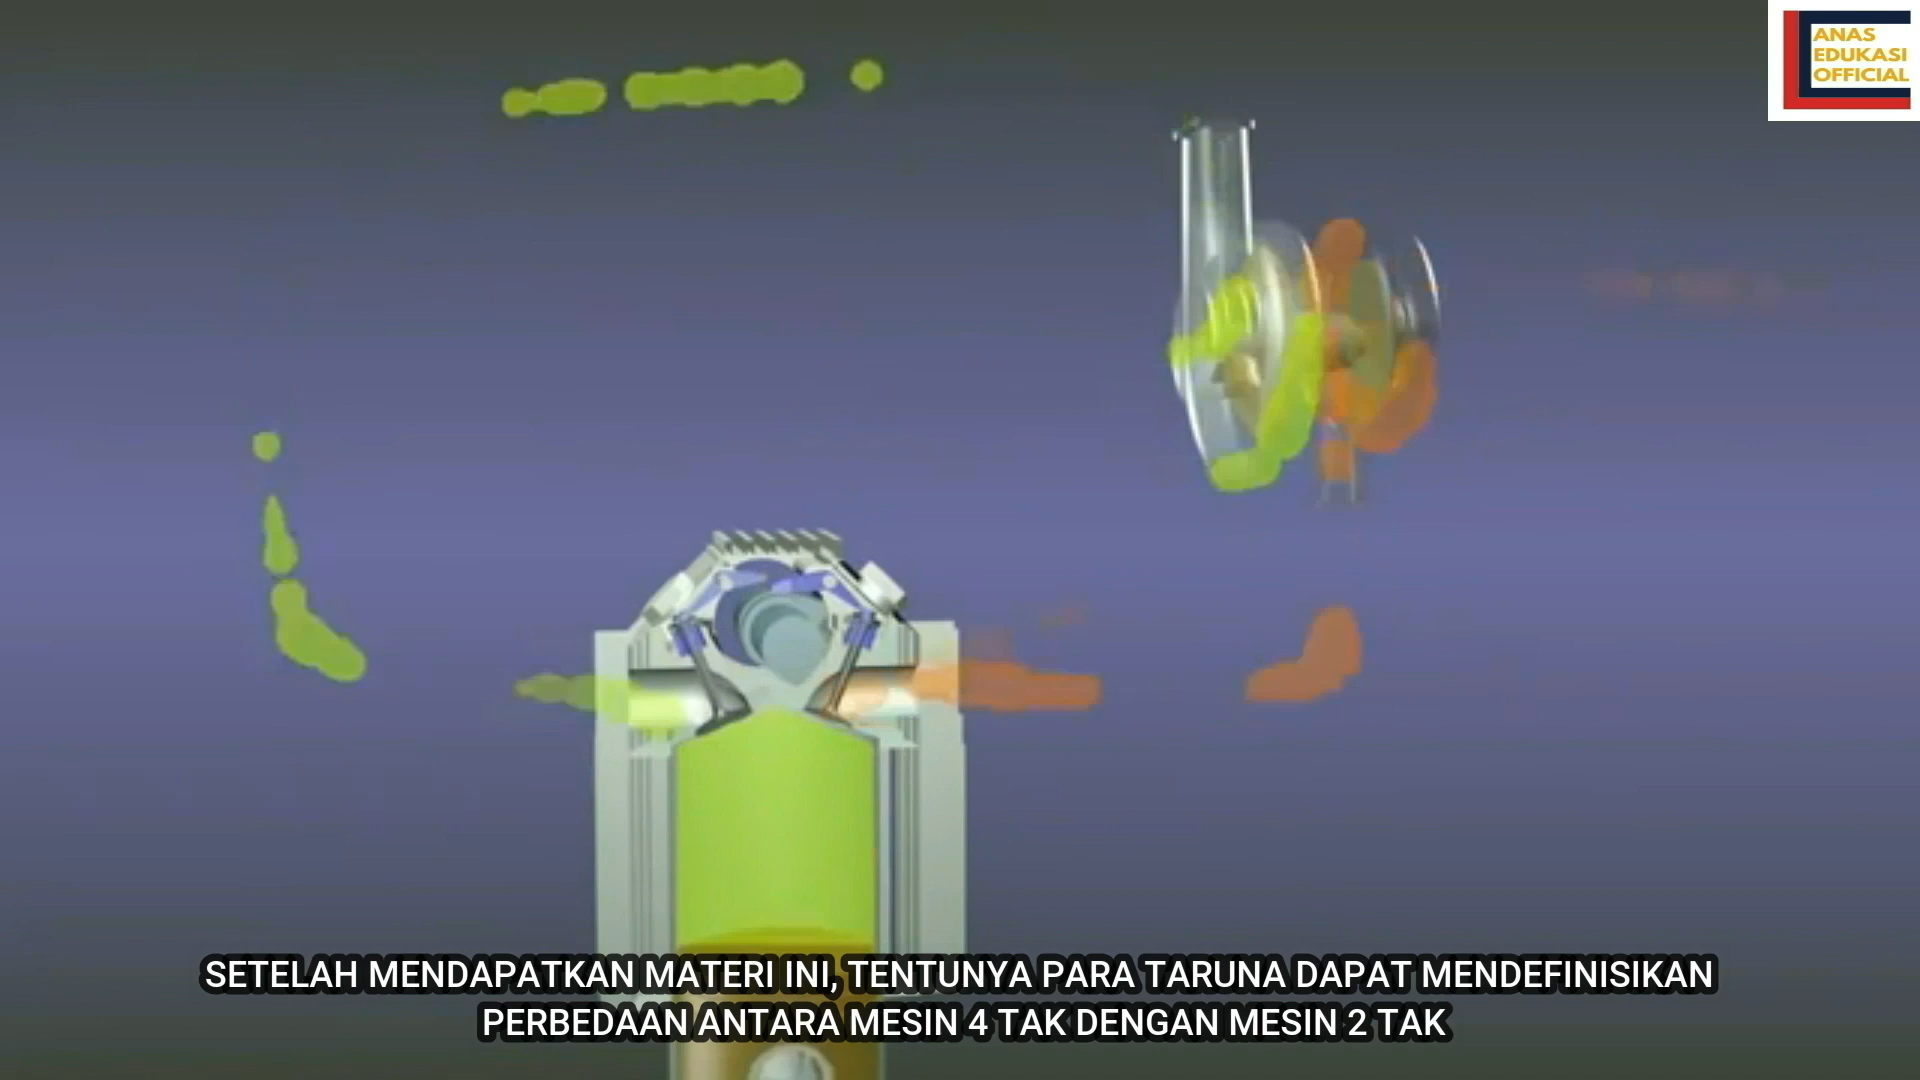 ANAS
EDUKASI
OFFICIAL
SETELAH MENDAPATKAN MATERI INI, TENTUNYA PARA TARUNA DAPAT MENDEFINISIKAN
PERBEDAAN ANTARA MESIN 4 TAK DENGAN MESIN 2 TAK